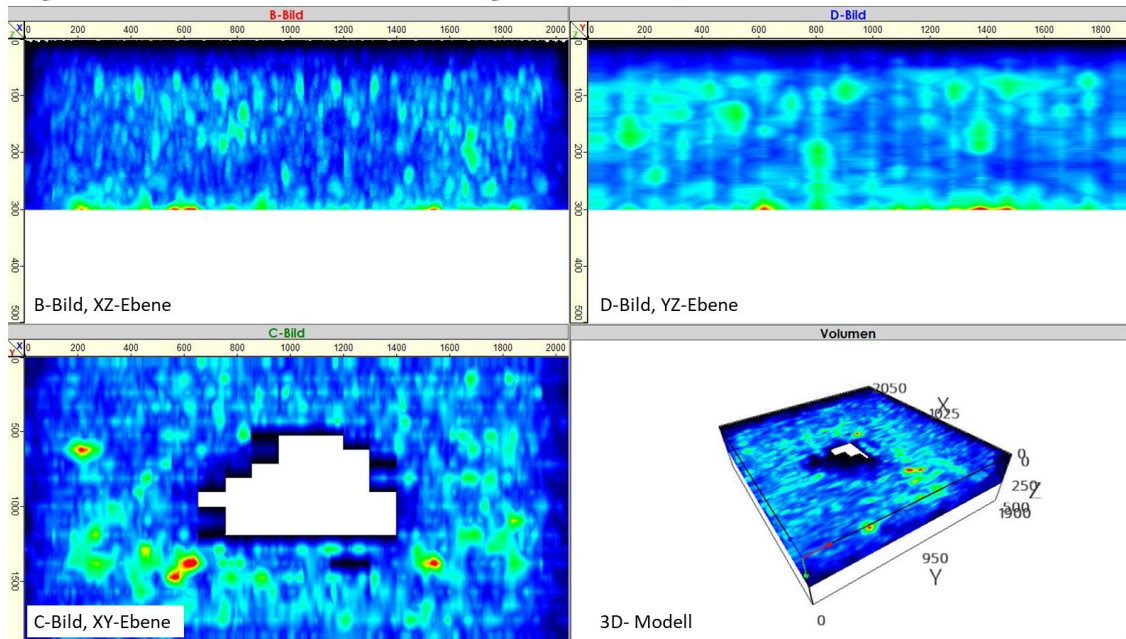 B-Bild
X
Z
200 400 600 800 1000 1200 1400 1600 1800 2000
0
100
200
300
400
500
B-Bild, XZ-Ebene
D-Bild
Y
Z
200 400 600 800 1000 1200 1400 1600 1800
0
100
200
300
400
500
D-Bild, YZ-Ebene
C-Bild
X
Y
200 400 600 800 1000 1200 1400 1600 1800 2000
0
500
1000
1500
C-Bild, XY-Ebene
Volumen
2050
X
1025
0
0
250
Z
500
1900
950
Y
0
3D- Modell